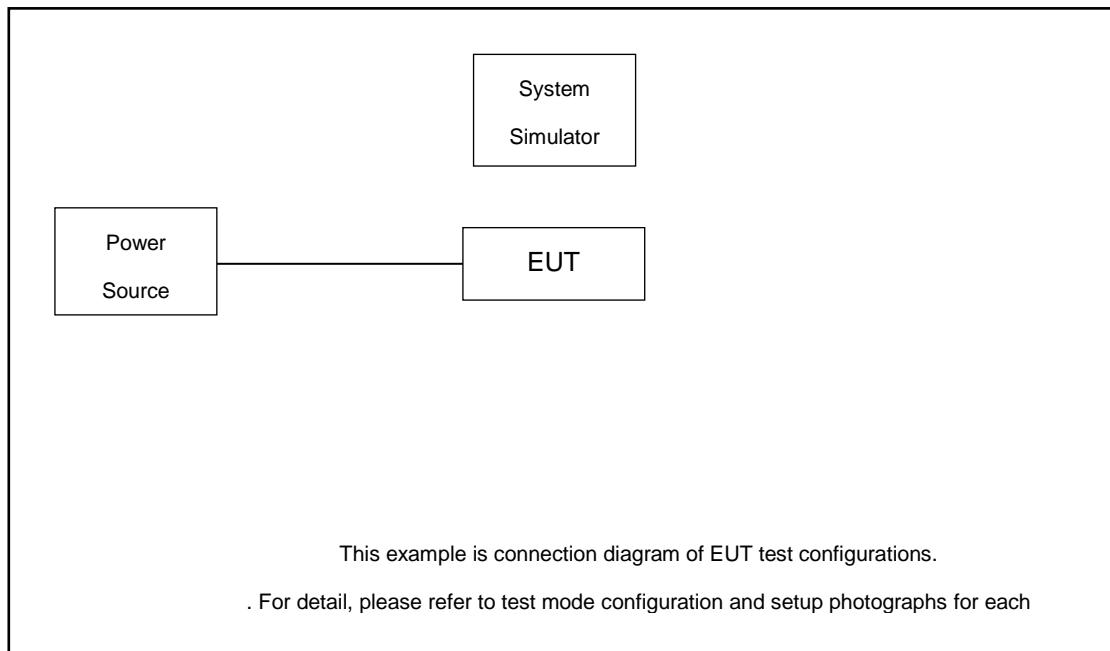 System
Simulator
Power
Source
EUT
This example is connection diagram of EUT test configurations.
. For detail, please refer to test mode configuration and setup photographs for each